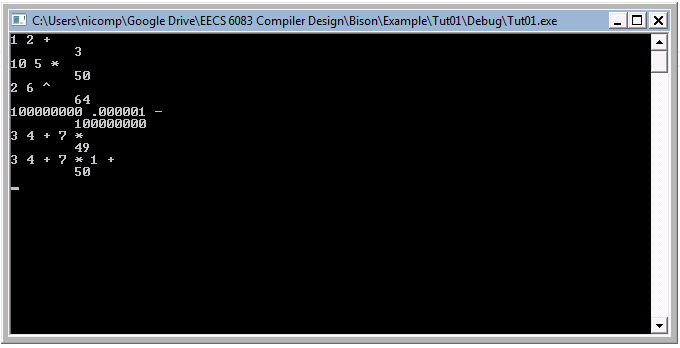 C:\Users\nicomp\Google Drive\EECS 6083 Compiler Design\Bison\Example\Tut01\Debug\Tut01.exe
1 2 +
3
10 5 *
50
2 6 ^
64
100000000 .000001 -
100000000
3 4 + 7 *
49
3 4 + 7 * 1 +
50